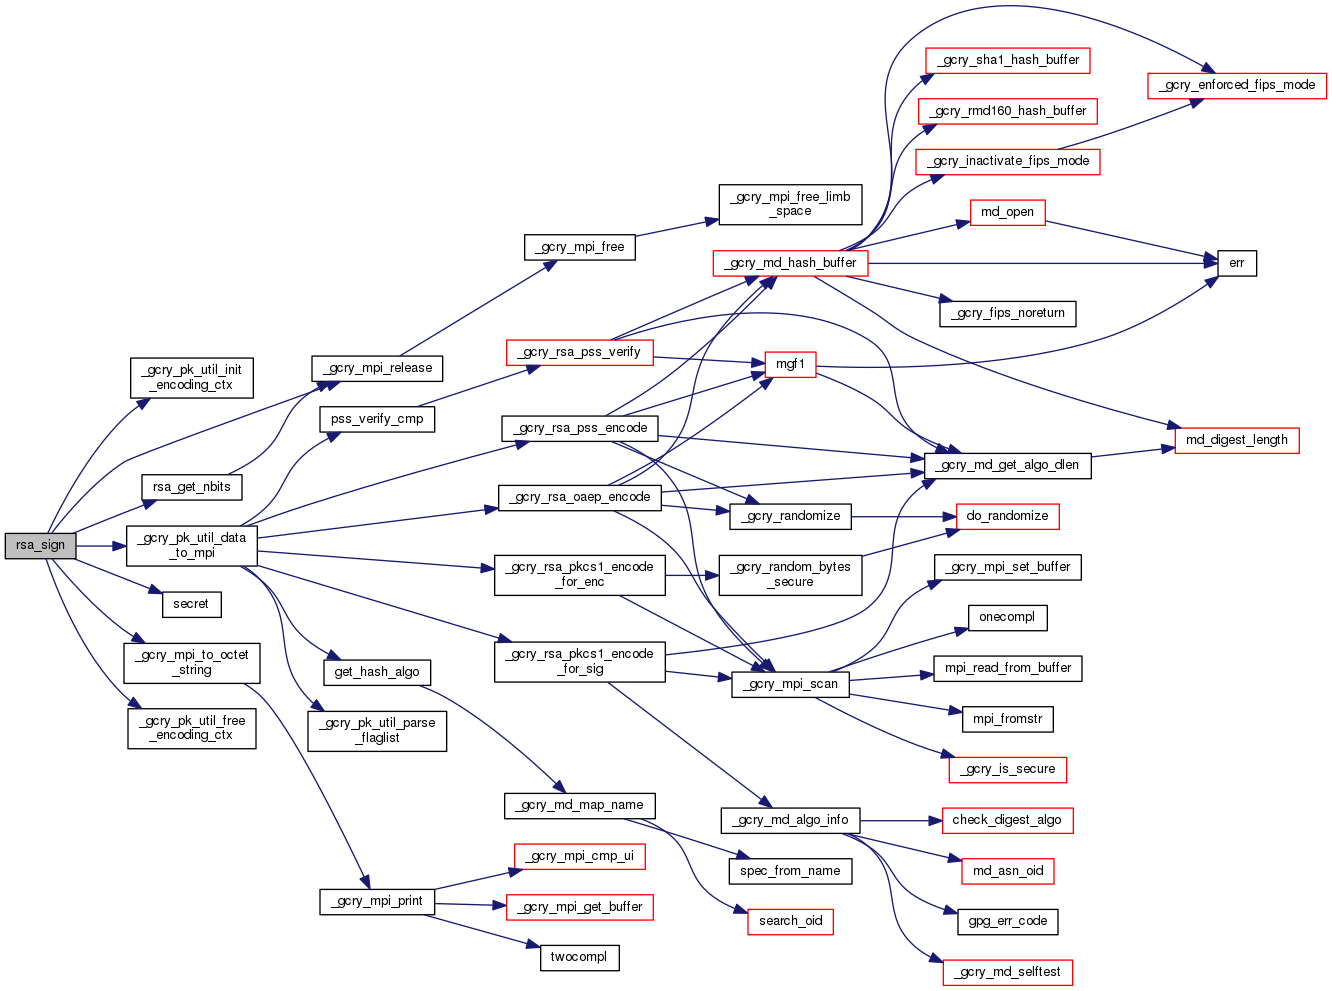 rsa_sign
_gcry_pk_util_init
_encoding_ctx
rsa_get_nbits
_gcry_pk_util_data
_to_mpi
secret
_gcry_mpi_to_octet
_string
_gcry_pk_util_free
_encoding_ctx
_gcry_mpi_release
pss_verify_cmp
get_hash_algo
_gcry_pk_util_parse
_flaglist
_gcry_mpi_print
_gcry_mpi_free
_gcry_rsa_pss_verify
_gcry_rsa_pss_encode
_gcry_rsa_oaep_encode
_gcry_rsa_pkcs1_encode
_for_enc
_gcry_rsa_pkcs1_encode
_for_sig
_gcry_md_map_name
_gcry_mpi_cmp_ui
_gcry_mpi_get_buffer
twocompl
_gcry_mpi_free_limb
_space
_gcry_md_hash_buffer
mgf1
_gcry_randomize
_gcry_random_bytes
_secure
_gcry_mpi_scan
_gcry_md_algo_info
spec_from_name
search_oid
_gcry_sha1_hash_buffer
_gcry_rmd160_hash_buffer
_gcry_inactivate_fips_mode
md_open
_gcry_fips_noreturn
_gcry_md_get_algo_dlen
do_randomize
_gcry_mpi_set_buffer
onecompl
mpi_read_from_buffer
mpi_fromstr
_gcry_is_secure
check_digest_algo
md_asn_oid
gpg_err_code
_gcry_md_selftest
_gcry_enforced_fips_mode
err
md_digest_length